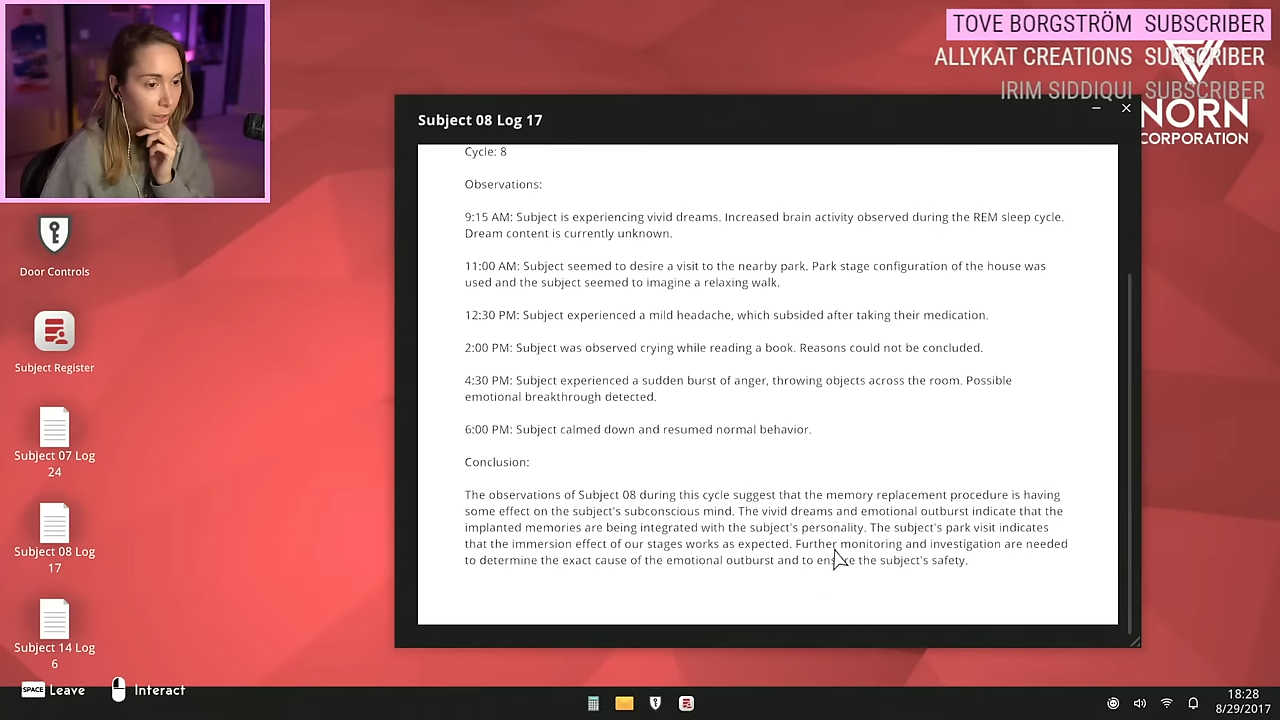 TOVE BORGSTRÖM SUBSCRIBER
ALLYKAT CREATIONS SUBSCRIBER
IRIM SIDDIQUI SUBSCRIBER
NORN
CORPORATION
Subject 08 Log 17
Cycle: 8
Observations:
9:15 AM: Subject is experiencing vivid dreams. Increased brain activity observed during the REM sleep cycle.
Dream content is currently unknown.
11:00 AM: Subject seemed to desire a visit to the nearby park. Park stage configuration of the house was
used and the subject seemed to imagine a relaxing walk.
12:30 PM: Subject experienced a mild headache, which subsided after taking their medication.
2:00 PM: Subject was observed crying while reading a book. Reasons could not be concluded.
4:30 PM: Subject experienced a sudden burst of anger, throwing objects across the room. Possible
emotional breakthrough detected.
6:00 PM: Subject calmed down and resumed normal behavior.
Conclusion:
The observations of Subject 08 during this cycle suggest that the memory replacement procedure is having
some effect on the subject's subconscious mind. The vivid dreams and emotional outburst indicate that the
implanted memories are being integrated with the subject's personality. The subject's park visit indicates
that the immersion effect of our stages works as expected. Further monitoring and investigation are needed
to determine the exact cause of the emotional outburst and to ensure the subject's safety.
Door Controls
Subject Register
Subject 07 Log
24
Subject 08 Log
17
Subject 14 Log
6
SPACE Leave
Interact
18:28
8/29/2017